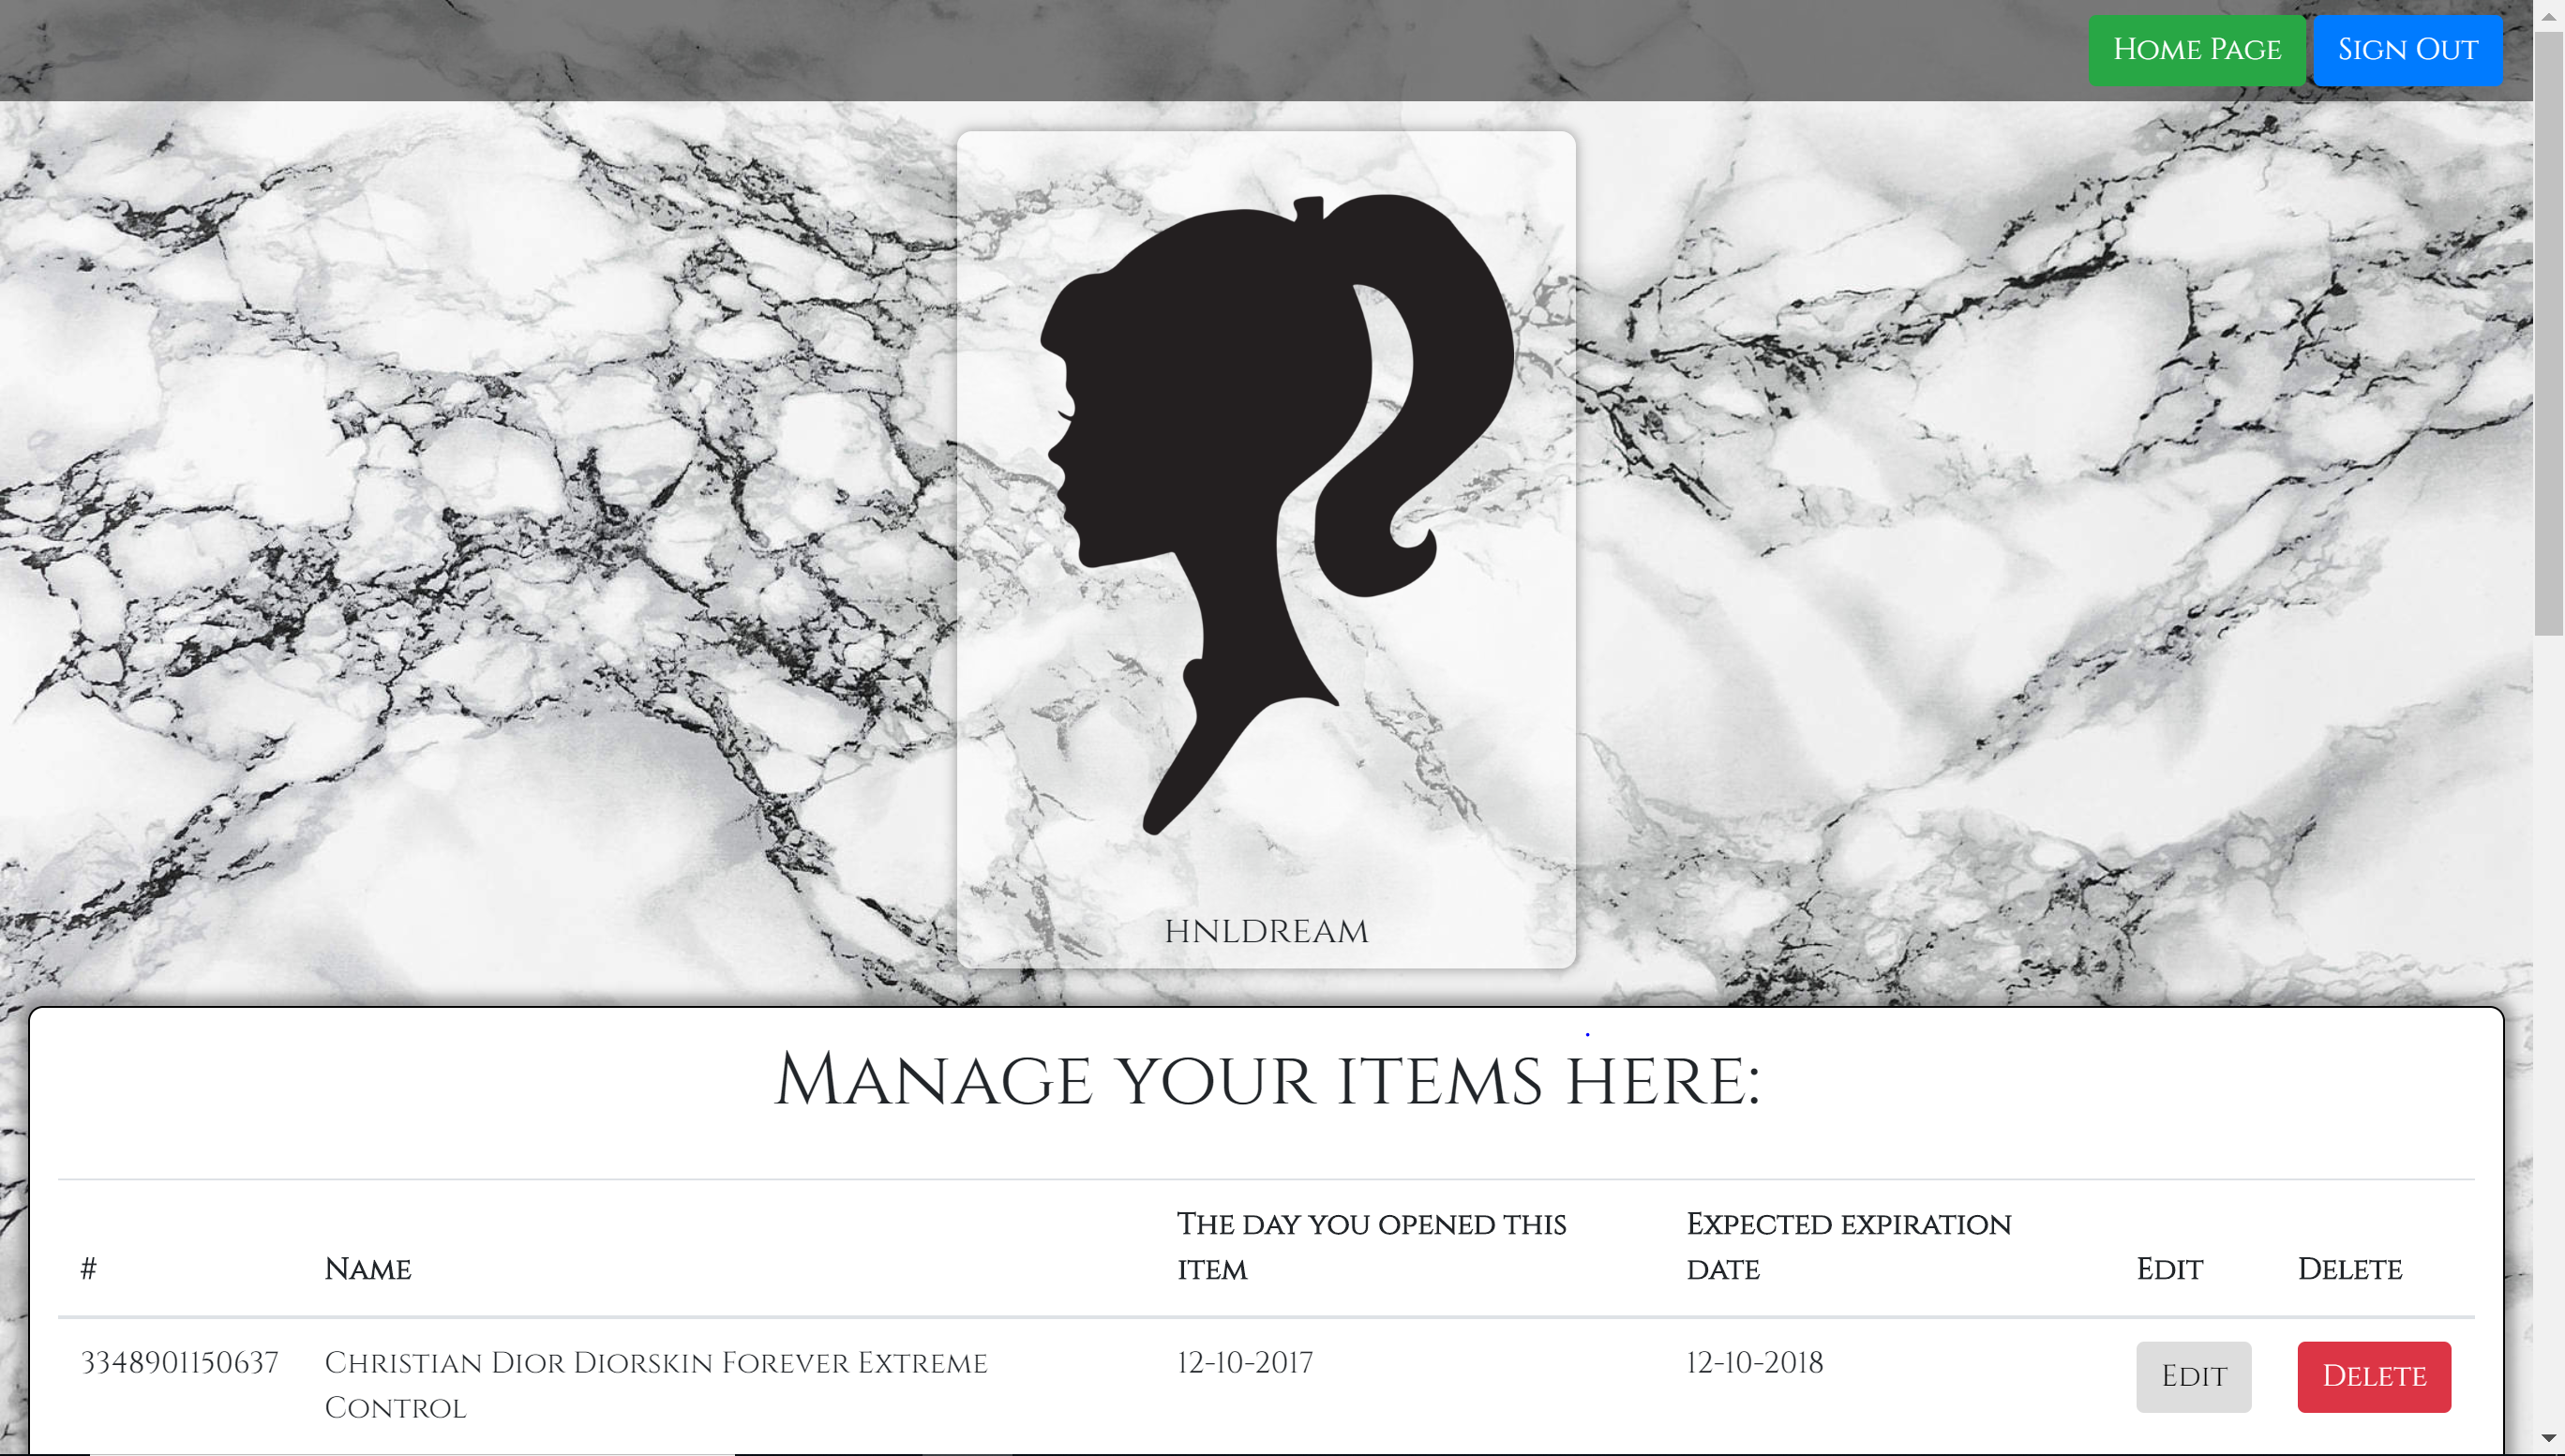 Home Page Sign Out
HNLDREAM
Manage your items here:
The day you opened this Expected expiration
# Name item date Edit Delete
3348901150637 Christian Dior Diorskin Forever Extreme 12-10-2017 12-10-2018 Edit Delete
Control